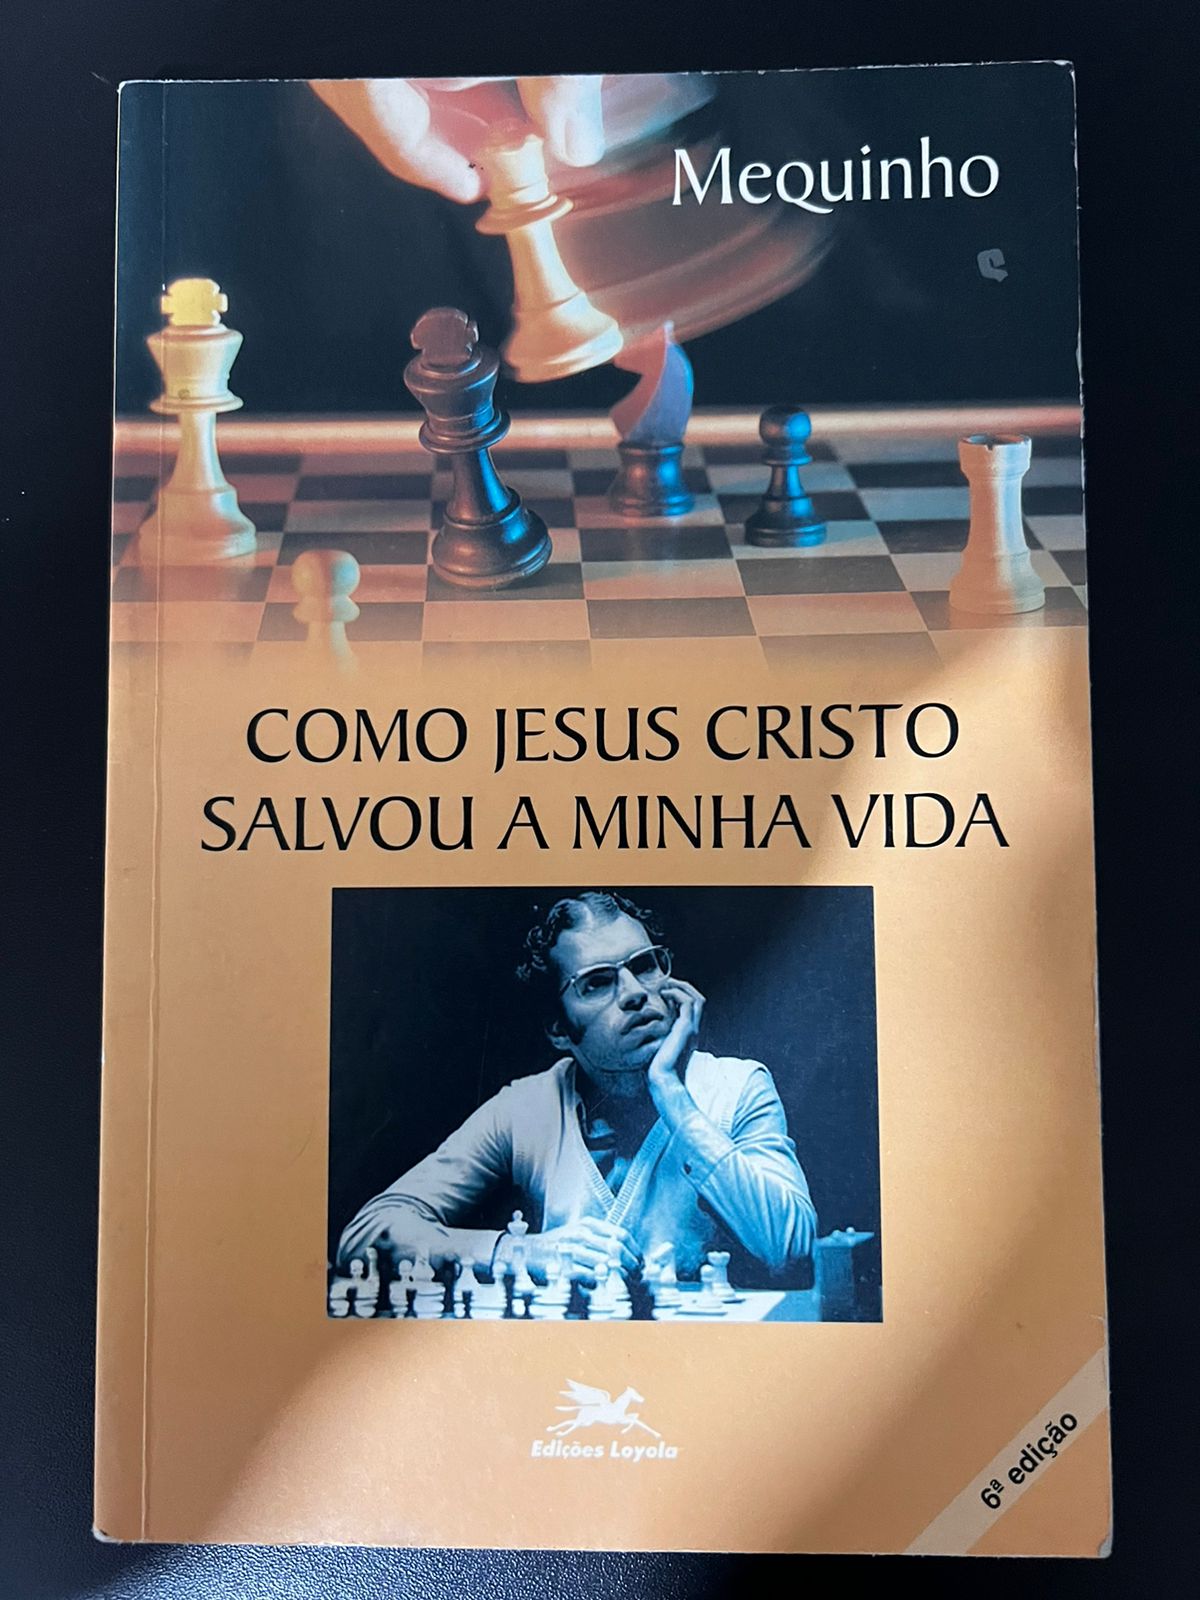 Mequinho
COMO JESUS CRISTO
SALVOU A MINHA VIDA
Edições Loyola
6ª edição